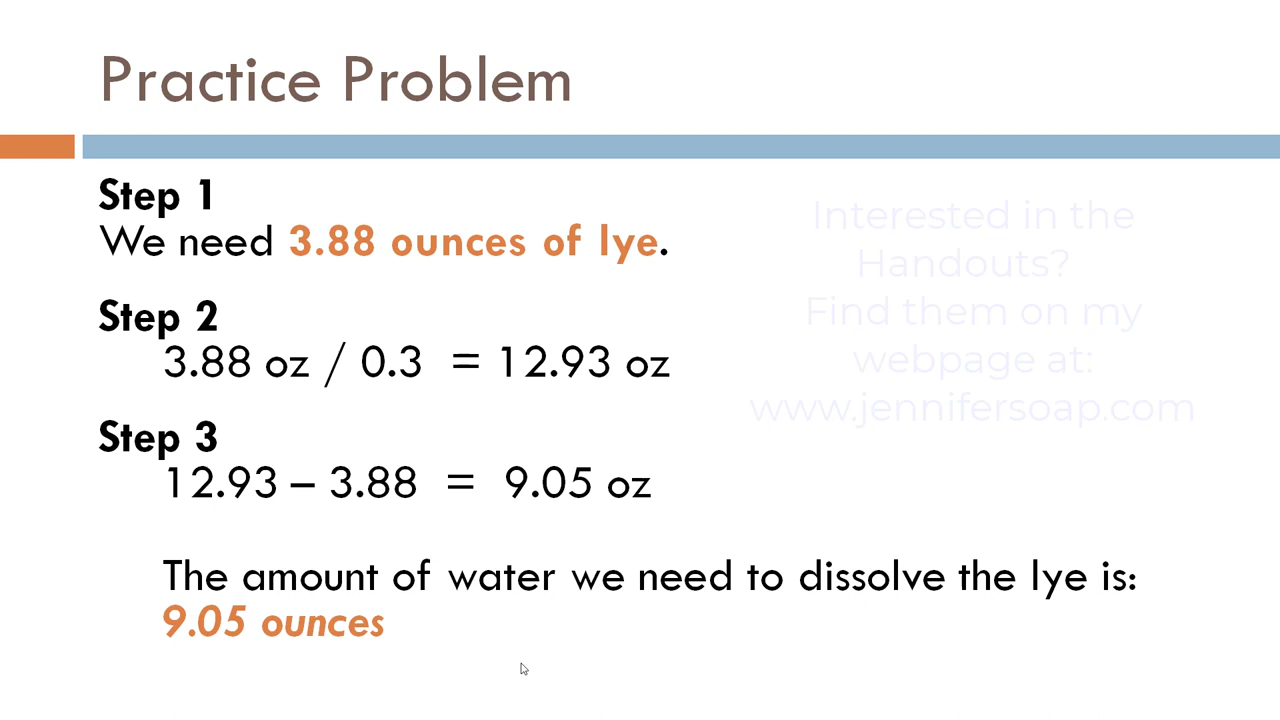 Practice Problem
Step 1
We need 3.88 ounces of lye.
Step 2
3.88 oz / 0.3 = 12.93 oz
Step 3
12.93 – 3.88 = 9.05 oz
The amount of water we need to dissolve the lye is:
9.05 ounces
Interested in the
Handouts?
Find them on my
webpage at:
www.jennifersoap.com